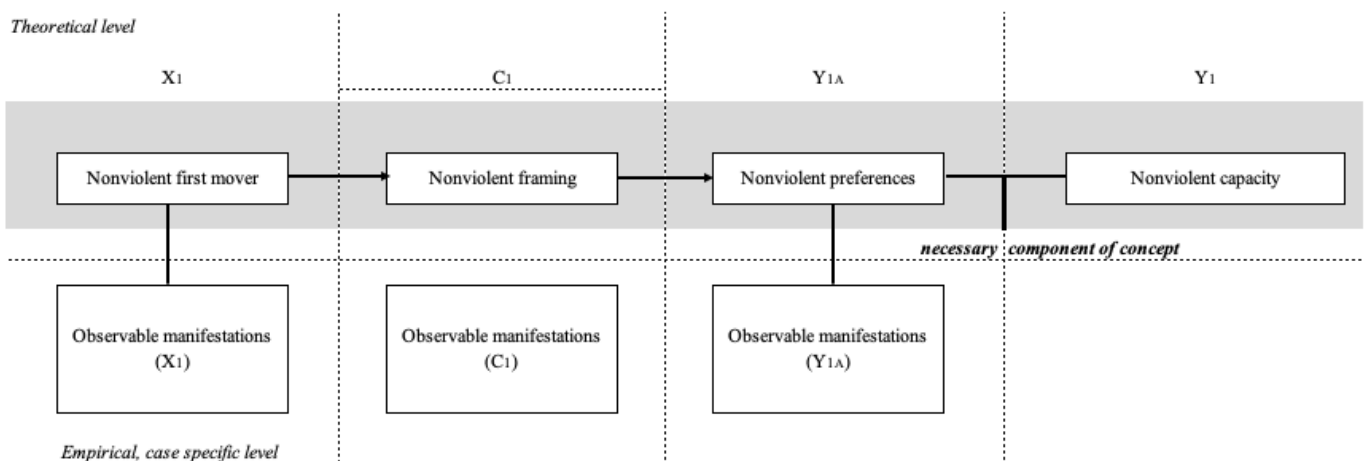 Theoretical level
X1
C1
Y1A
Y1
Nonviolent first mover
Nonviolent framing
Nonviolent preferences
Nonviolent capacity
necessary component of concept
Observable manifestations
(X1)
Observable manifestations
(C1)
Observable manifestations
(Y1A)
Empirical, case specific level